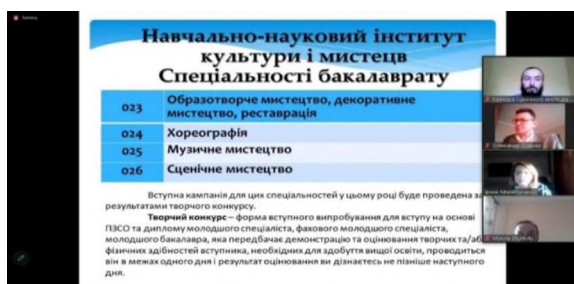 Запись
Навчально-науковий інститут
культури і мистецв
Спеціальності бакалаврату
023 Образотворче мистецтво, декоративне
мистецтво, реставрація
024 Хореографія
025 Музичне мистецтво
026 Сценічне мистецтво
Вступна кампанія для цих спеціальностей у цьому році буде проведена за
результатами творчого конкурсу.
Творчий конкурс – форма вступного випробування для вступу на основі
ПЗСО та диплому молодшого спеціаліста, фахового молодшого спеціаліста,
молодшого бакалавра, яка передбачає демонстрацію та оцінювання творчих та/або
фізичних здібностей вступника, необхідних для здобуття вищої освіти, проводиться
він в межах одного дня і результат оцінювання ви дізнаєтесь не пізніше наступного
дня.